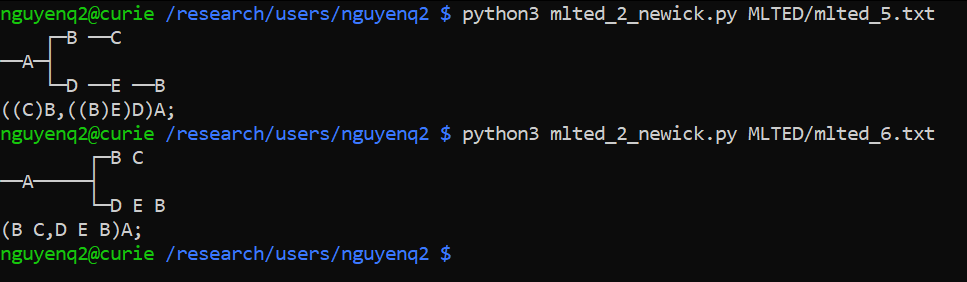 nguyenq2@curie /research/users/nguyenq2 $ python3 mlted_2_newick.py MLTED/mlted_5.txt
   ┌─B ──C
──A─┤
   └─D ──E ──B
((C)B,((B)E)D)A;
nguyenq2@curie /research/users/nguyenq2 $ python3 mlted_2_newick.py MLTED/mlted_6.txt
       ┌─B C
──A─────┤
       └─D E B
(B C,D E B)A;
nguyenq2@curie /research/users/nguyenq2 $